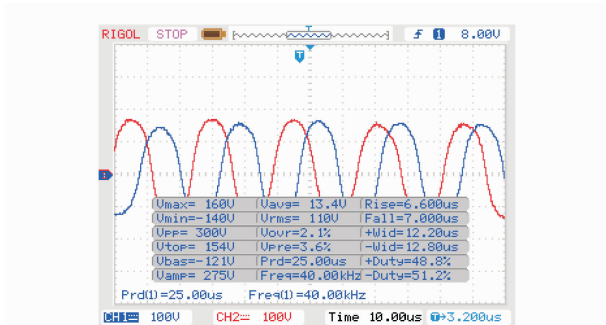 RIGOL STOP T f 1 8.00V
T
1
Vmax= 160V Vavg= 13.4V Rise=6.600us
Vmin=-140V Vrms= 110V Fall=7.000us
Vpp= 300V Vovr=2.1% +Wid=12.20us
Vtop= 154V Vpre=3.6% -Wid=12.80us
Vbas=-121V Prd=25.00us +Duty=48.8%
Vamp= 275V Freq=40.00kHz -Duty=51.2%
Prd(1)=25.00us Freq(1)=40.00kHz
CH1 100V CH2 100V Time 10.00us T→3.200us